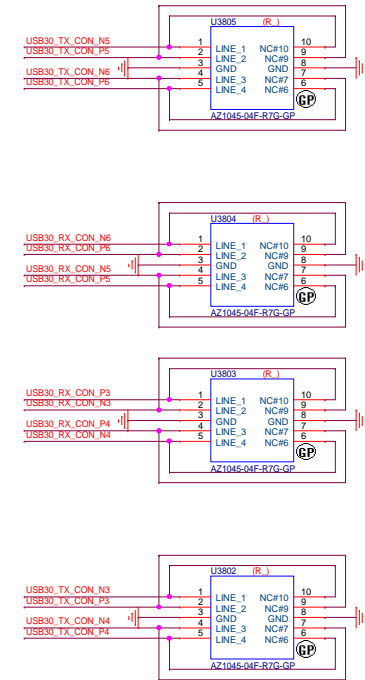 U3805 (R_)
USB30_TX_CON_N5 1 LINE_1 NC#10 10
USB30_TX_CON_P5 2 LINE_2 NC#9 9
3 GND GND 8
USB30_TX_CON_N6 4 LINE_3 NC#7 7
USB30_TX_CON_P6 5 LINE_4 NC#6 6
GP
AZ1045-04F-R7G-GP
U3804 (R_)
USB30_RX_CON_N6 1 LINE_1 NC#10 10
USB30_RX_CON_P6 2 LINE_2 NC#9 9
3 GND GND 8
USB30_RX_CON_N5 4 LINE_3 NC#7 7
USB30_RX_CON_P5 5 LINE_4 NC#6 6
GP
AZ1045-04F-R7G-GP
U3803 (R_)
USB30_RX_CON_P3 1 LINE_1 NC#10 10
USB30_RX_CON_N3 2 LINE_2 NC#9 9
3 GND GND 8
USB30_RX_CON_P4 4 LINE_3 NC#7 7
USB30_RX_CON_N4 5 LINE_4 NC#6 6
GP
AZ1045-04F-R7G-GP
U3802 (R_)
USB30_TX_CON_N3 1 LINE_1 NC#10 10
USB30_TX_CON_P3 2 LINE_2 NC#9 9
3 GND GND 8
USB30_TX_CON_N4 4 LINE_3 NC#7 7
USB30_TX_CON_P4 5 LINE_4 NC#6 6
GP
AZ1045-04F-R7G-GP